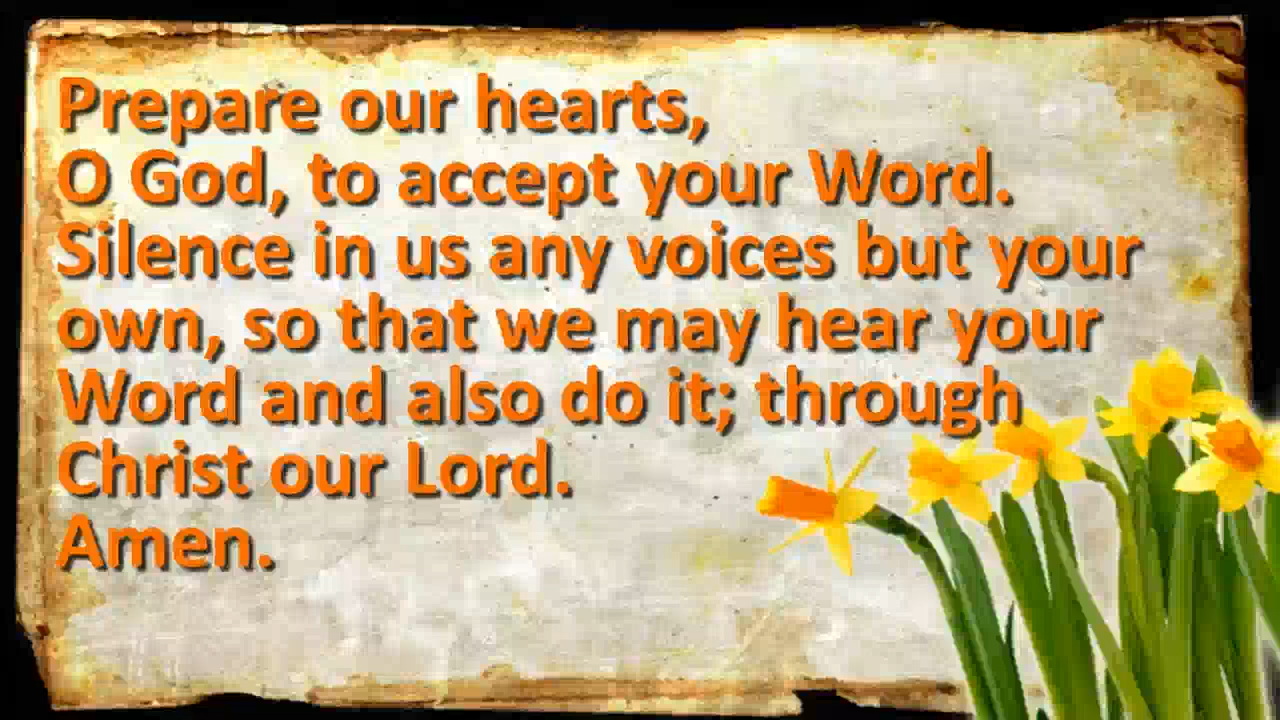 Prepare our hearts,
O God, to accept your Word.
Silence in us any voices but your
own, so that we may hear your
Word and also do it; through
Christ our Lord.
Amen.